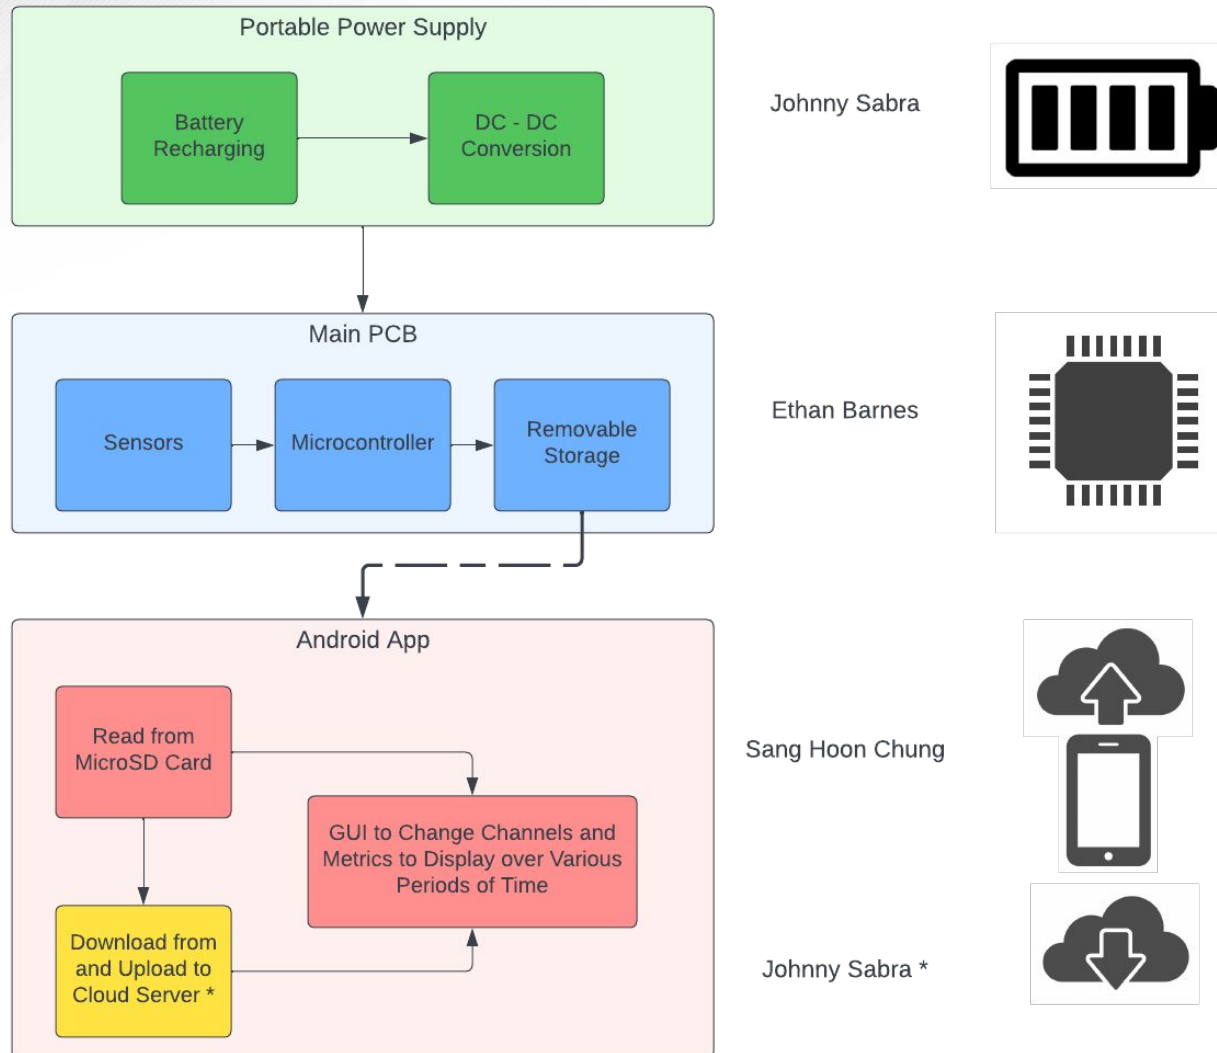 Portable Power Supply
Battery
Recharging
DC - DC
Conversion
Johnny Sabra
Main PCB
Sensors
Microcontroller
Removable
Storage
Ethan Barnes
Android App
Read from
MicroSD Card
GUI to Change Channels and
Metrics to Display over Various
Periods of Time
Sang Hoon Chung
Download from
and Upload to
Cloud Server *
Johnny Sabra *